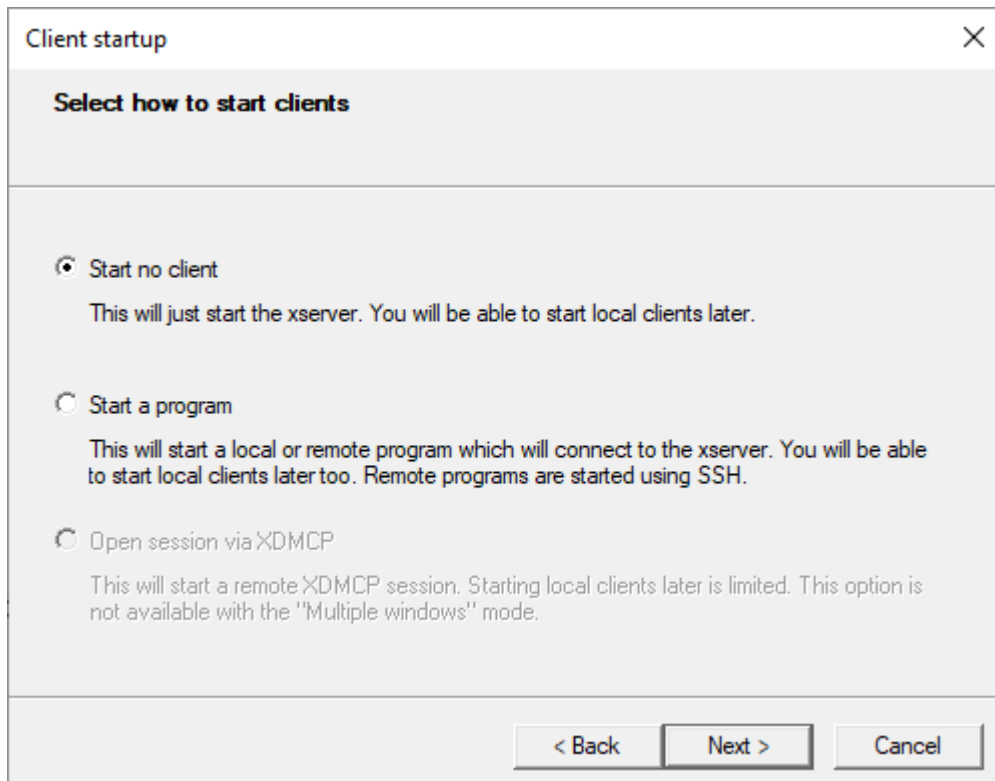 Client startup
Select how to start clients
Start no client
This will just start the xserver. You will be able to start local clients later.
Start a program
This will start a local or remote program which will connect to the xserver. You will be able
to start local clients later too. Remote programs are started using SSH.
Open session via XDMCP
This will start a remote XDMCP session. Starting local clients later is limited. This option is
not available with the "Multiple windows" mode.
< Back Next > Cancel